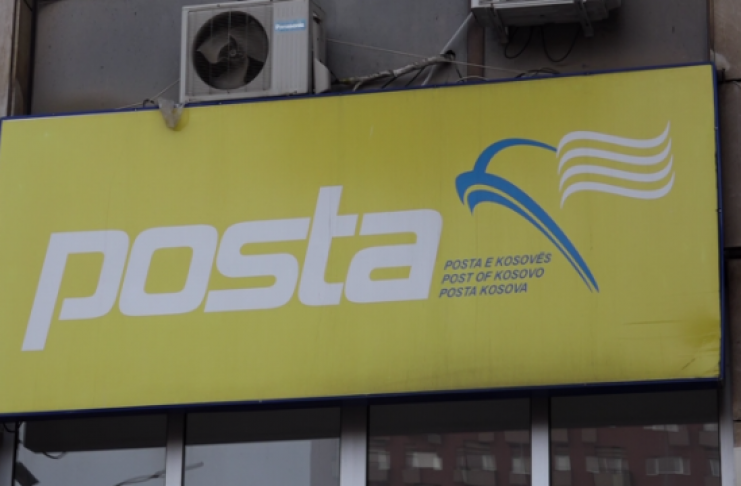 posta
POSTA E KOSOVËS
POST OF KOSOVO
POSTA KOSOVA